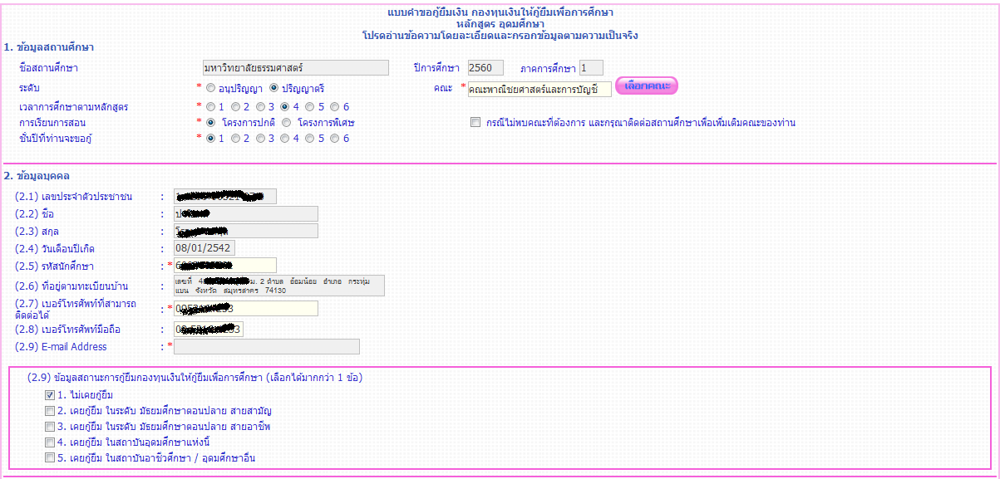 แบบคำขอกู้ยืมเงิน กองทุนเงินให้กู้ยืมเพื่อการศึกษา
หลักสูตร อุดมศึกษา
โปรดอ่านข้อความโดยละเอียดและกรอกข้อมูลตามความเป็นจริง
1. ข้อมูลสถานศึกษา
ชื่อสถานศึกษา มหาวิทยาลัยธรรมศาสตร์ ปีการศึกษา 2560 ภาคการศึกษา 1
ระดับ * อนุปริญญา ปริญญาตรี คณะ * คณะพาณิชยศาสตร์และการบัญชี เลือกคณะ
เวลาการศึกษาตามหลักสูตร * 1 2 3 4 5 6
การเรียนการสอน * โครงการปกติ โครงการพิเศษ กรณีไม่พบคณะที่ต้องการ และกรุณาติดต่อสถานศึกษาเพื่อเพิ่มเติมคณะของท่าน
ชั้นปีที่ท่านจะขอกู้ * 1 2 3 4 5 6
2. ข้อมูลบุคคล
(2.1) เลขประจำตัวประชาชน :
(2.2) ชื่อ :
(2.3) สกุล :
(2.4) วันเดือนปีเกิด : 08/01/2542
(2.5) รหัสนักศึกษา : *
(2.6) ที่อยู่ตามทะเบียนบ้าน : เลขที่ ม. 2 ตำบล อ้อมน้อย อำเภอ กระทุ่ม
แบน จังหวัด สมุทรสาคร 74130
(2.7) เบอร์โทรศัพท์ที่สามารถ
ติดต่อได้ : *
(2.8) เบอร์โทรศัพท์มือถือ :
(2.9) E-mail Address : *
(2.9) ข้อมูลสถานะการกู้ยืมกองทุนเงินให้กู้ยืมเพื่อการศึกษา (เลือกได้มากกว่า 1 ข้อ)
1. ไม่เคยกู้ยืม
2. เคยกู้ยืม ในระดับ มัธยมศึกษาตอนปลาย สายสามัญ
3. เคยกู้ยืม ในระดับ มัธยมศึกษาตอนปลาย สายอาชีพ
4. เคยกู้ยืม ในสถาบันอุดมศึกษาแห่งนี้
5. เคยกู้ยืม ในสถาบันอาชีวศึกษา / อุดมศึกษาอื่น